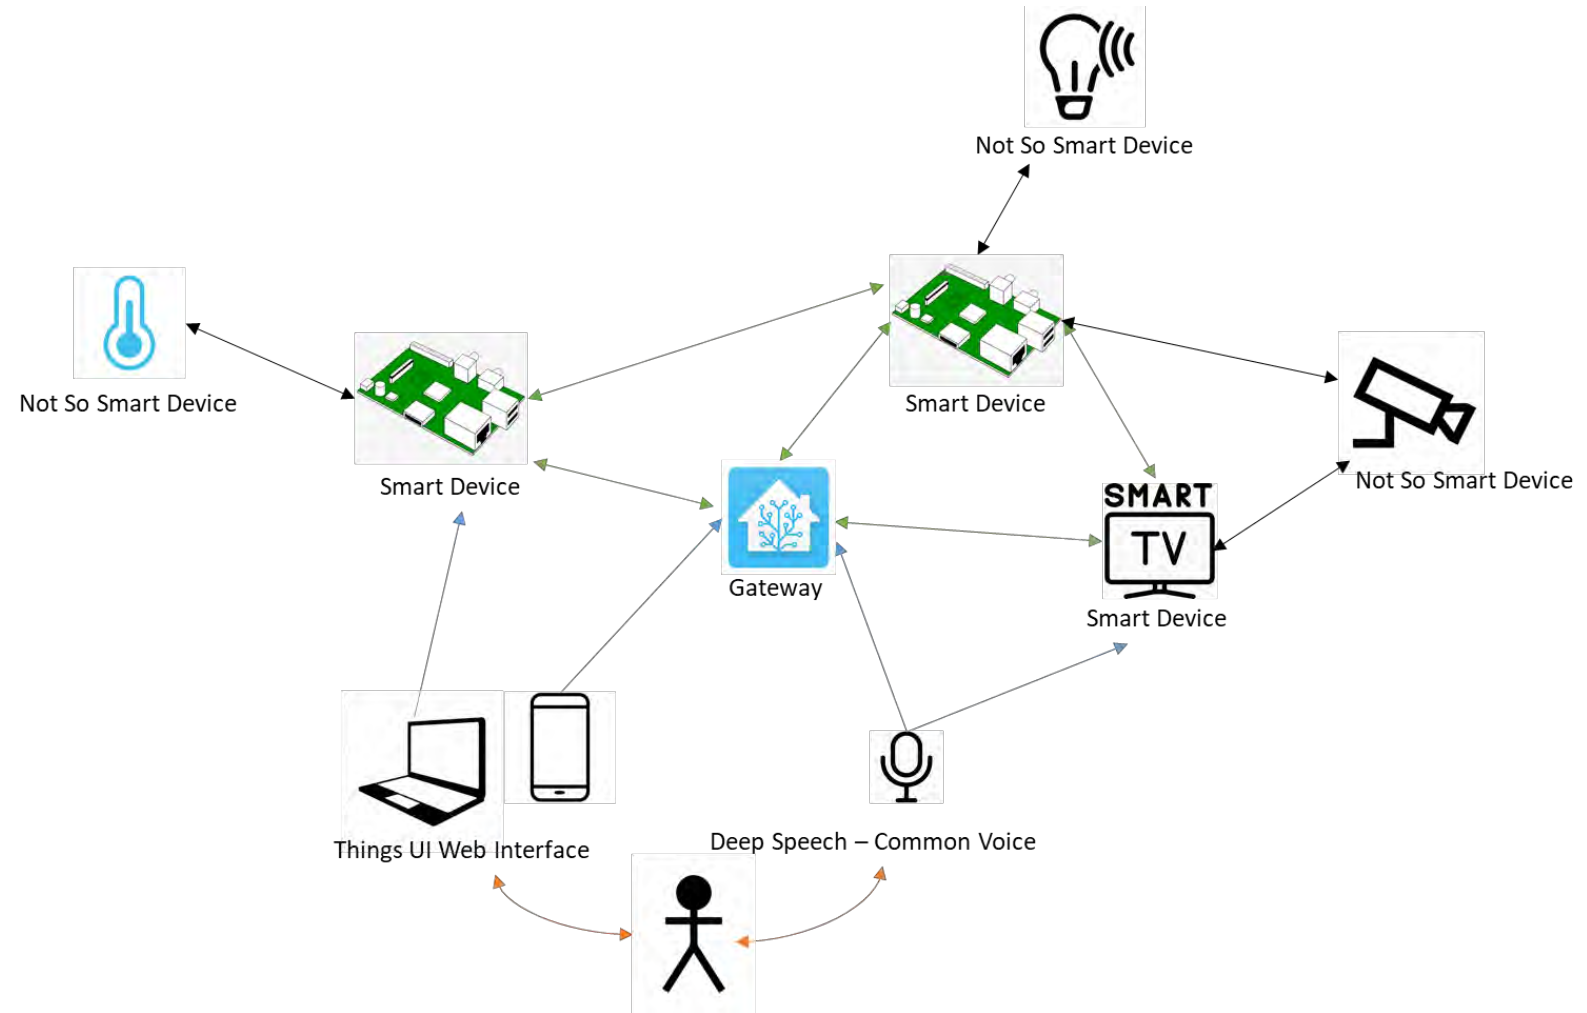 Not So Smart Device
Not So Smart Device
Smart Device
Smart Device
Not So Smart Device
SMART
TV
Gateway
Smart Device
Things UI Web Interface
Deep Speech – Common Voice